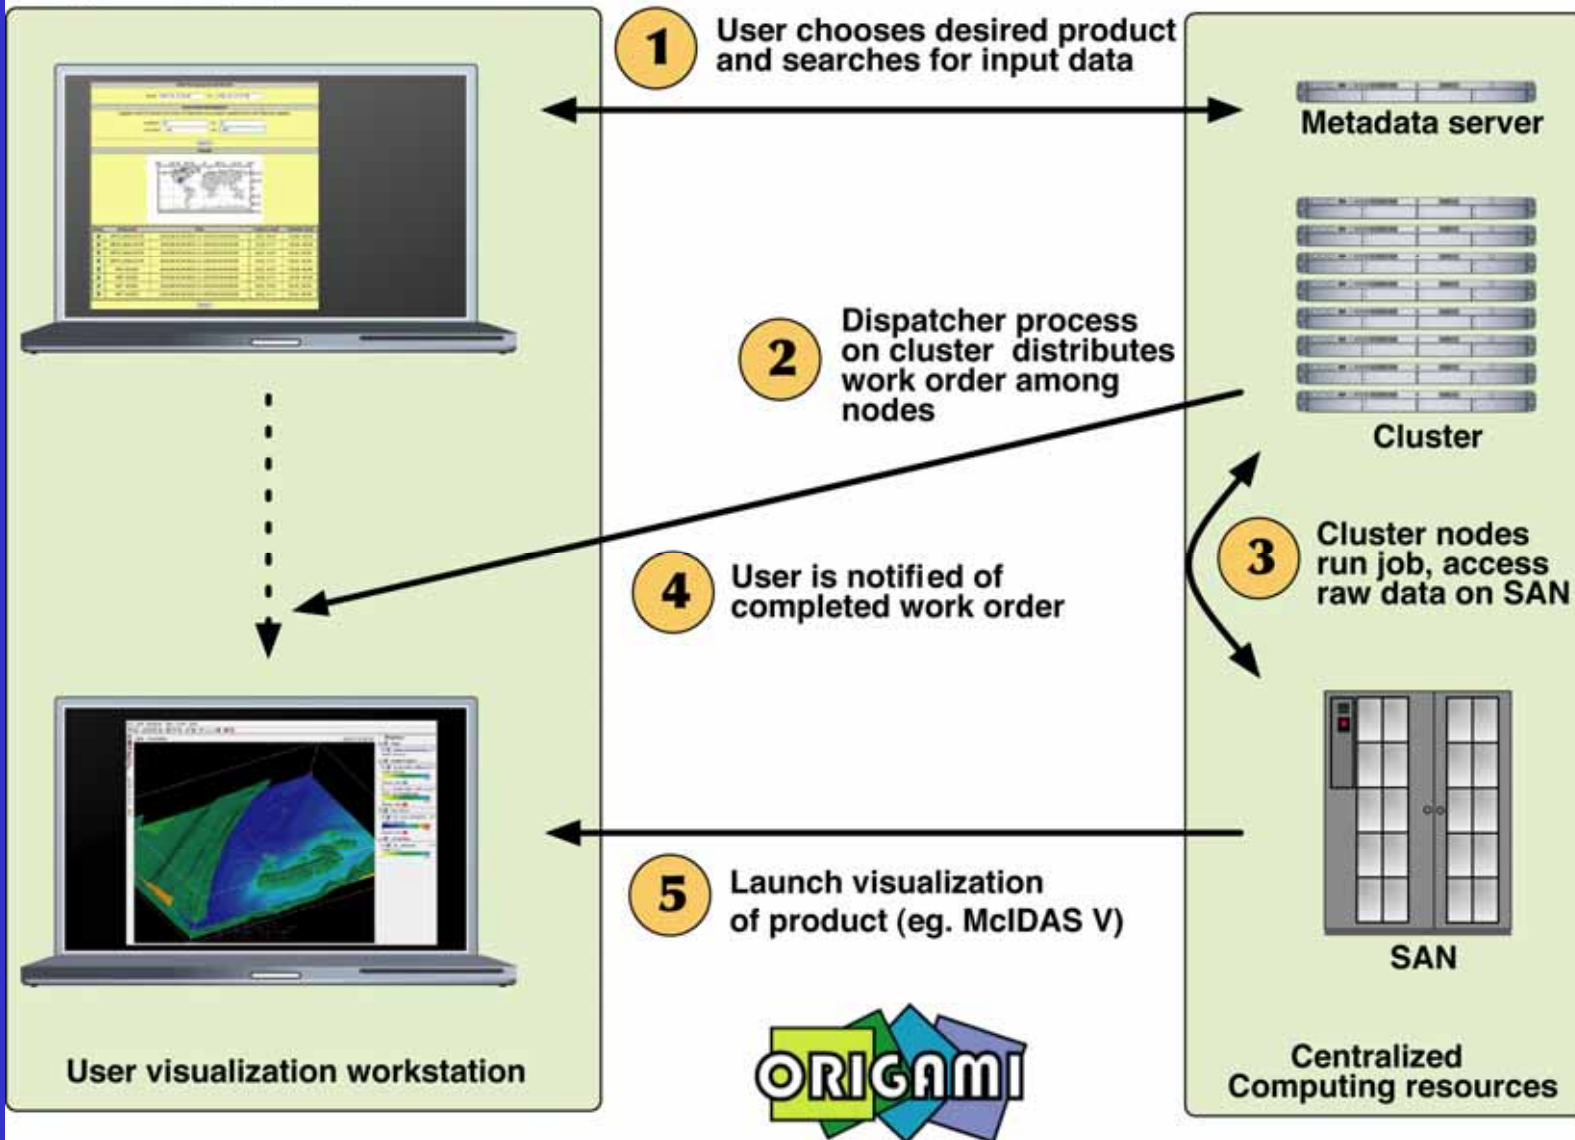 1
User chooses desired product
and searches for input data
Metadata server
2
Dispatcher process
on cluster distributes
work order among
nodes
Cluster
3
Cluster nodes
run job, access
raw data on SAN
4
User is notified of
completed work order
5
Launch visualization
of product (eg. McIDAS V)
SAN
User visualization workstation
ORIGAMI
Centralized
Computing resources